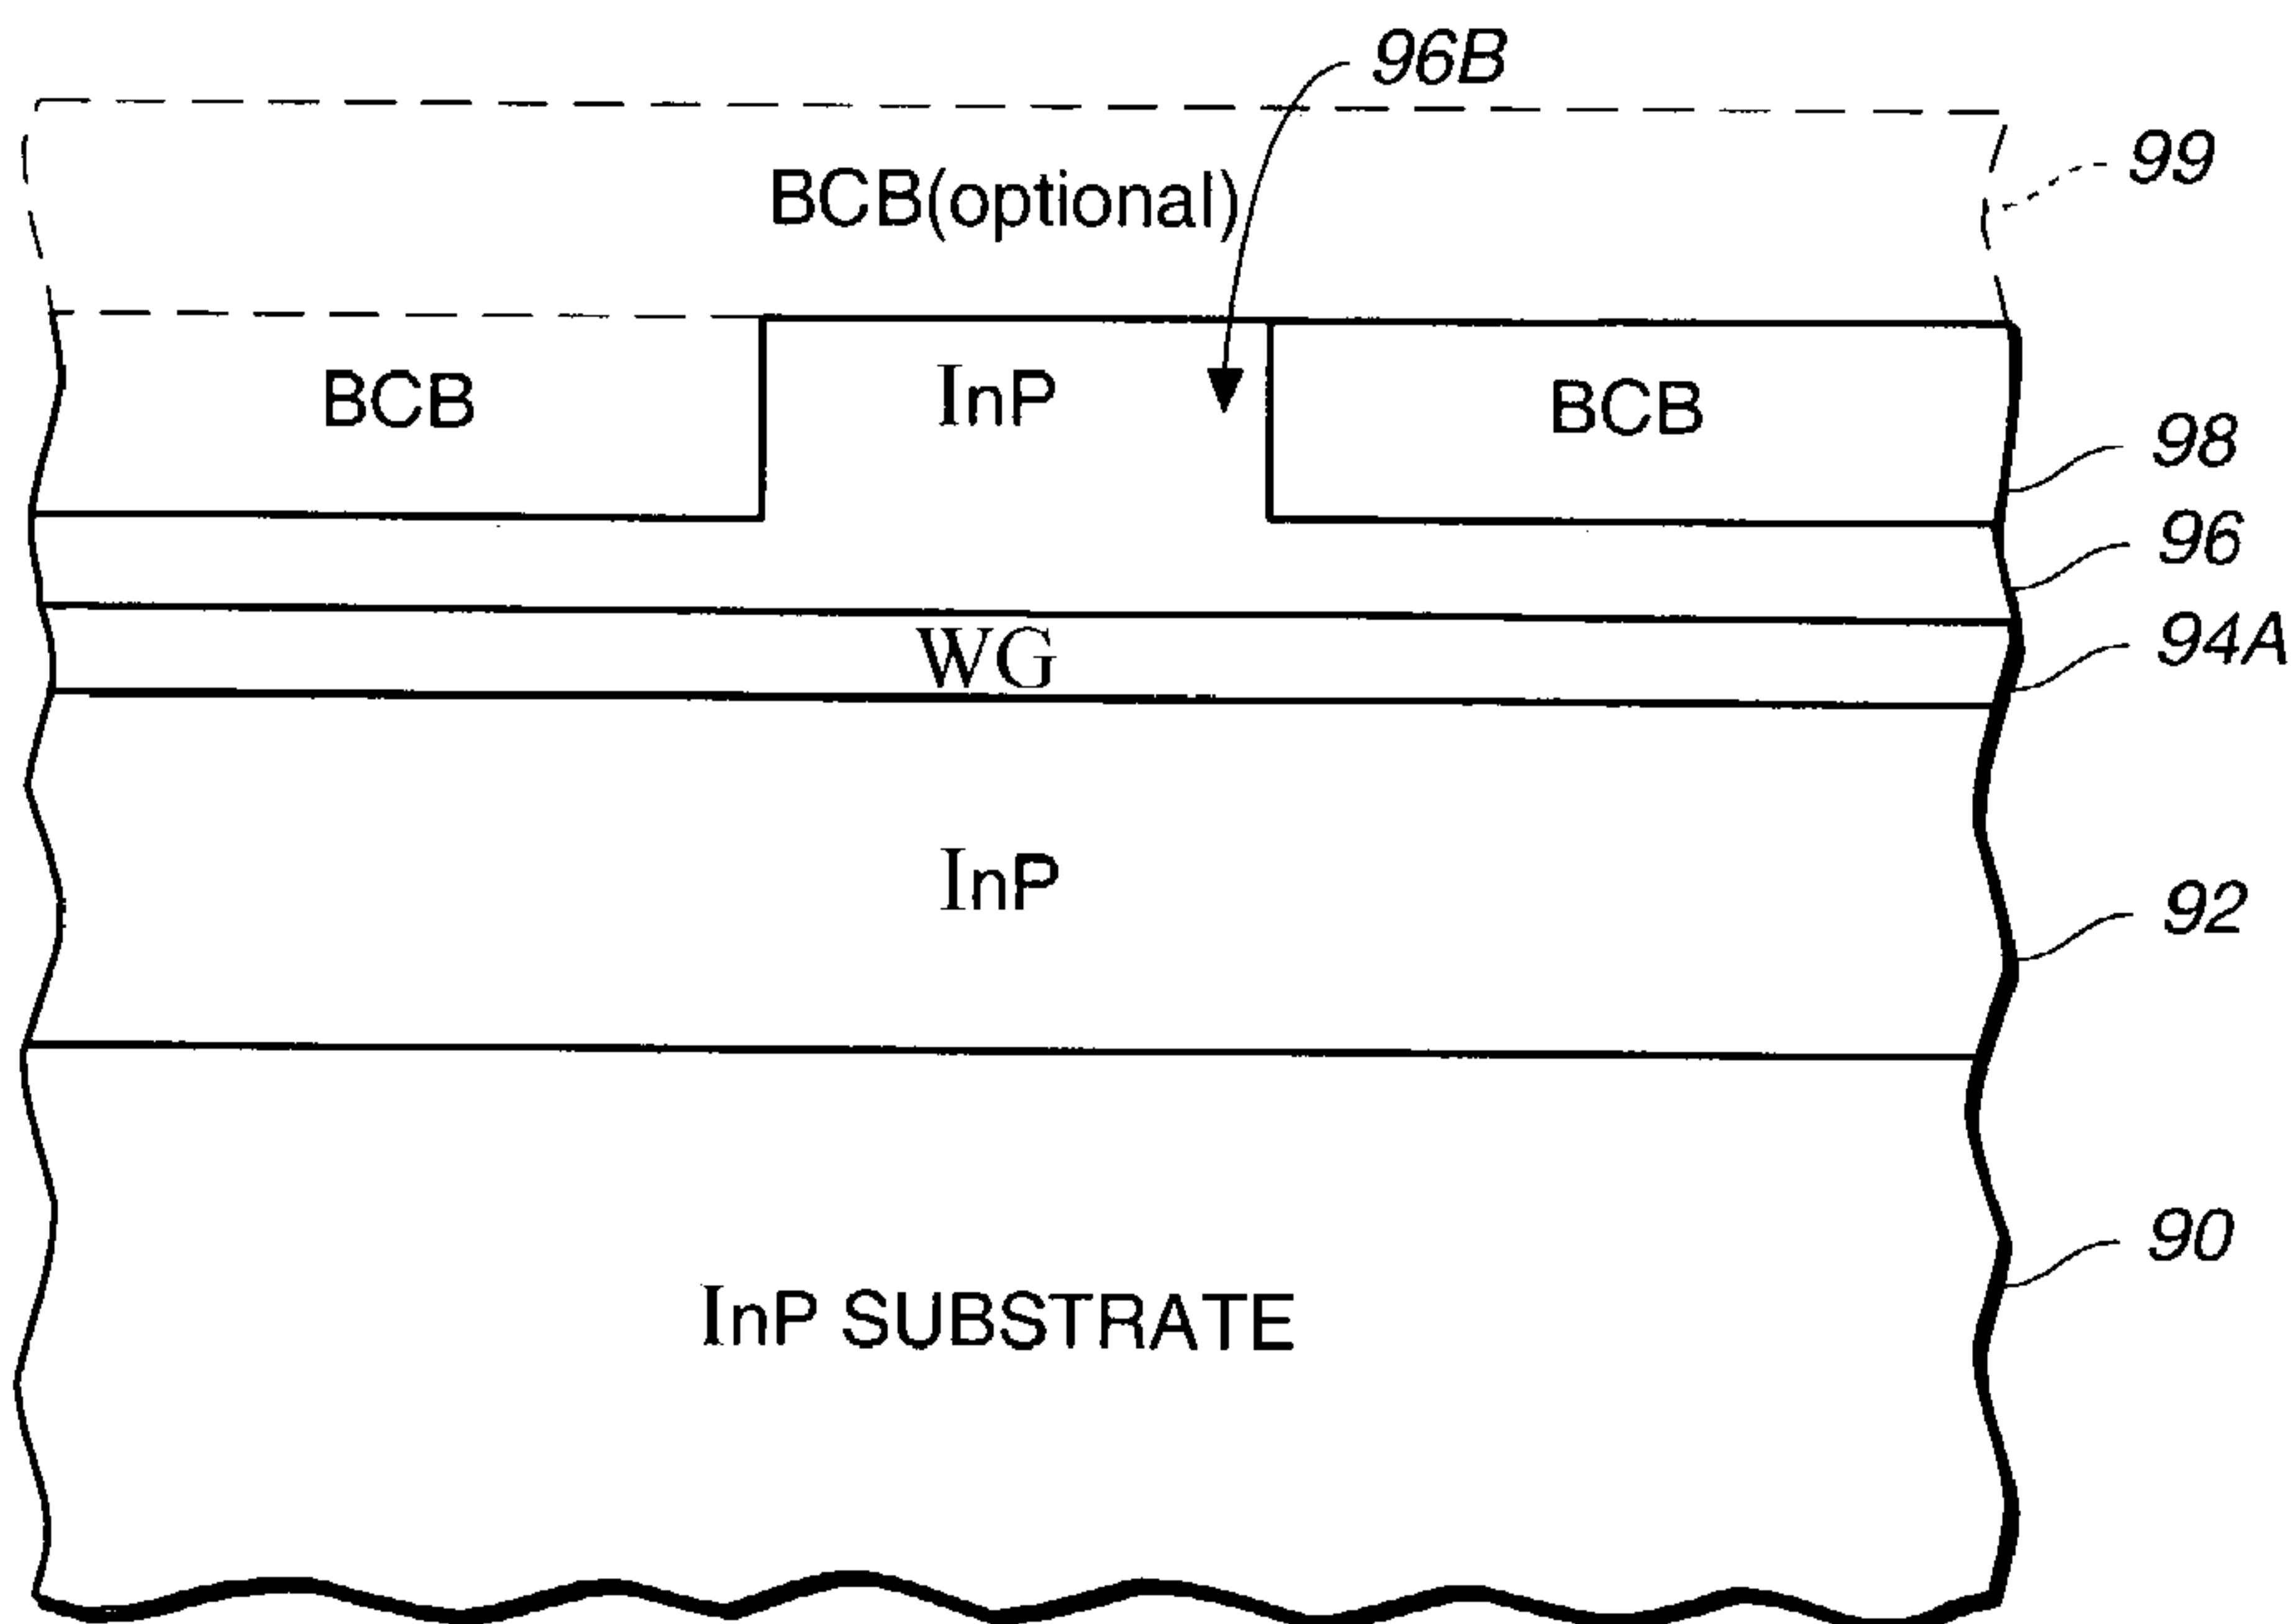 96B
99
BCB(optional)
BCB
InP
BCB
98
96
94A
WG
InP
92
90
InP SUBSTRATE